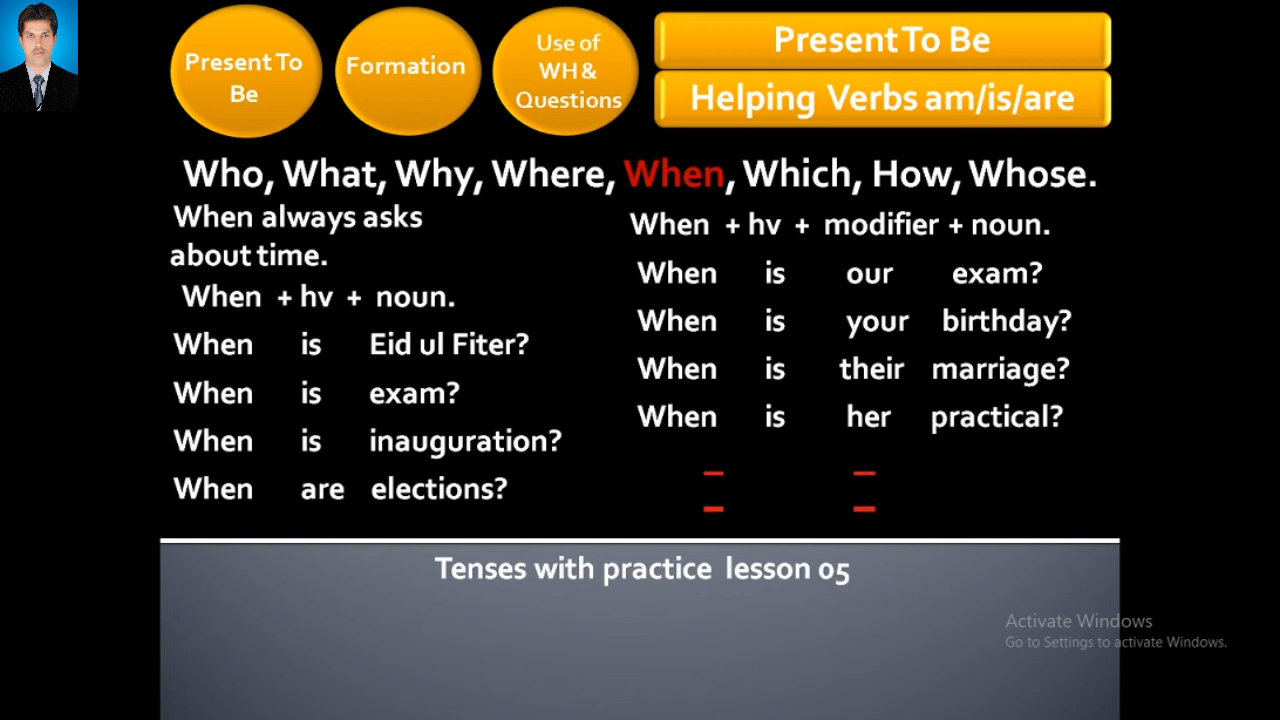 Present To
Be
Formation
Use of
WH &
Questions
Present To Be
Helping Verbs am/is/are
Who, What, Why, Where, When, Which, How, Whose.
When always asks
about time.
When + hv + noun.
When is Eid ul Fiter?
When is exam?
When is inauguration?
When are elections?
When + hv + modifier + noun.
When is our exam?
When is your birthday?
When is their marriage?
When is her practical?
Tenses with practice lesson 05
Activate Windows
Go to Settings to activate Windows.